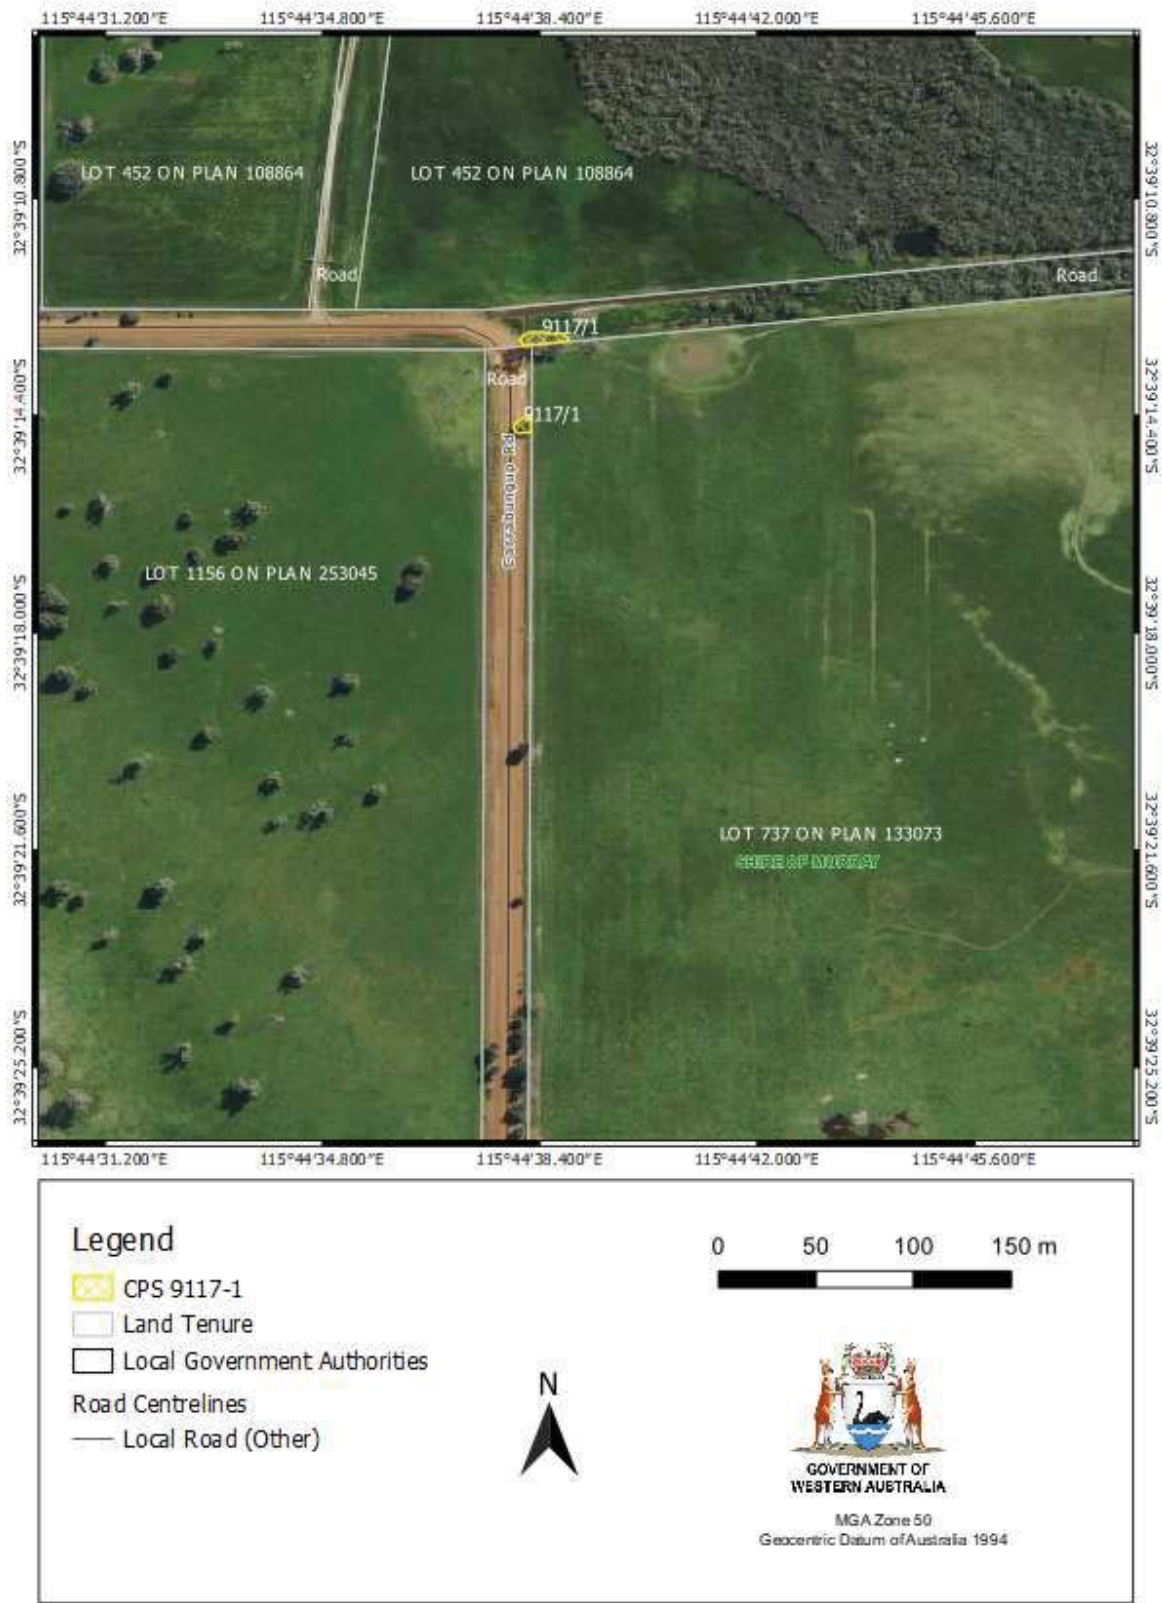 115°44'31.200"E 115°44'34.800"E 115°44'38.400"E 115°44'42.000"E 115°44'45.600"E
32°39'10.800"S
32°39'10.800"S
LOT 452 ON PLAN 108864
LOT 452 ON PLAN 108864
Road
Road
9117/1
Road
32°39'14.400"S
32°39'14.400"S
9117/1
LOT 1156 ON PLAN 253045
32°39'18.000"S
32°39'18.000"S
LOT 737 ON PLAN 133073
SHIRE OF MURRAY
32°39'21.600"S
32°39'21.600"S
32°39'25.200"S
32°39'25.200"S
115°44'31.200"E 115°44'34.800"E 115°44'38.400"E 115°44'42.000"E 115°44'45.600"E
Legend
CPS 9117-1
Land Tenure
Local Government Authorities
Road Centrelines
Local Road (Other)
0 50 100 150 m
N
GOVERNMENT OF
WESTERN AUSTRALIA
MGA Zone 50
Geocentric Datum of Australia 1994